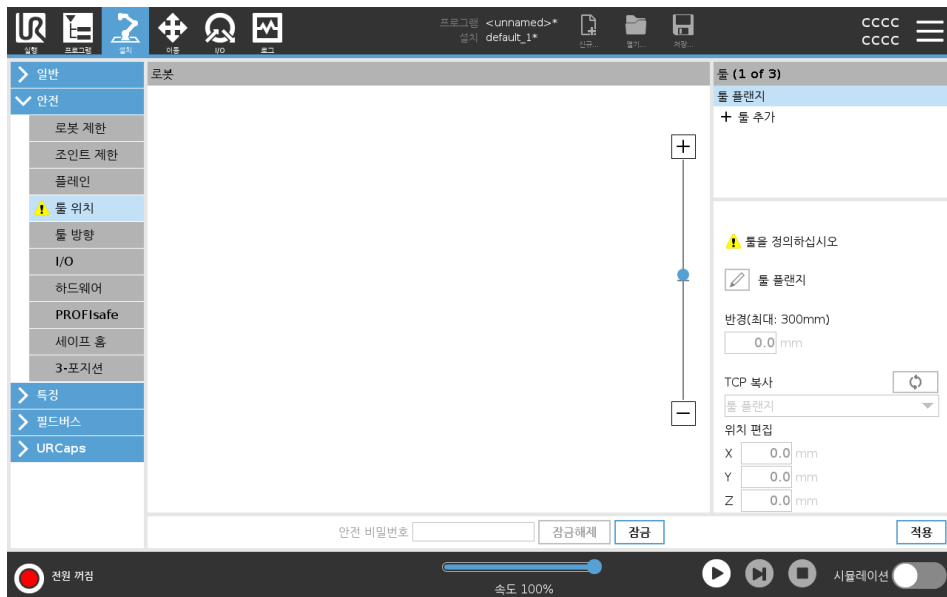 UR
실행
프로그램
설치
이동
I/O
로그
프로그램 <unnamed>*
설치 default_1*
신규...
열기...
저장...
CCCC
CCCC
일반
안전
로봇 제한
조인트 제한
플레인
툴 위치
툴 방향
I/O
하드웨어
PROFIsafe
세이프 홈
3-포지션
특징
필드버스
URCaps
로봇
툴 (1 of 3)
툴 플랜지
+ 툴 추가
툴을 정의하십시오
툴 플랜지
반경(최대: 300mm)
0.0 mm
TCP 복사
툴 플랜지
위치 편집
X 0.0 mm
Y 0.0 mm
Z 0.0 mm
안전 비밀번호
잠금해제
잠금
적용
전원 꺼짐
속도 100%
시뮬레이션